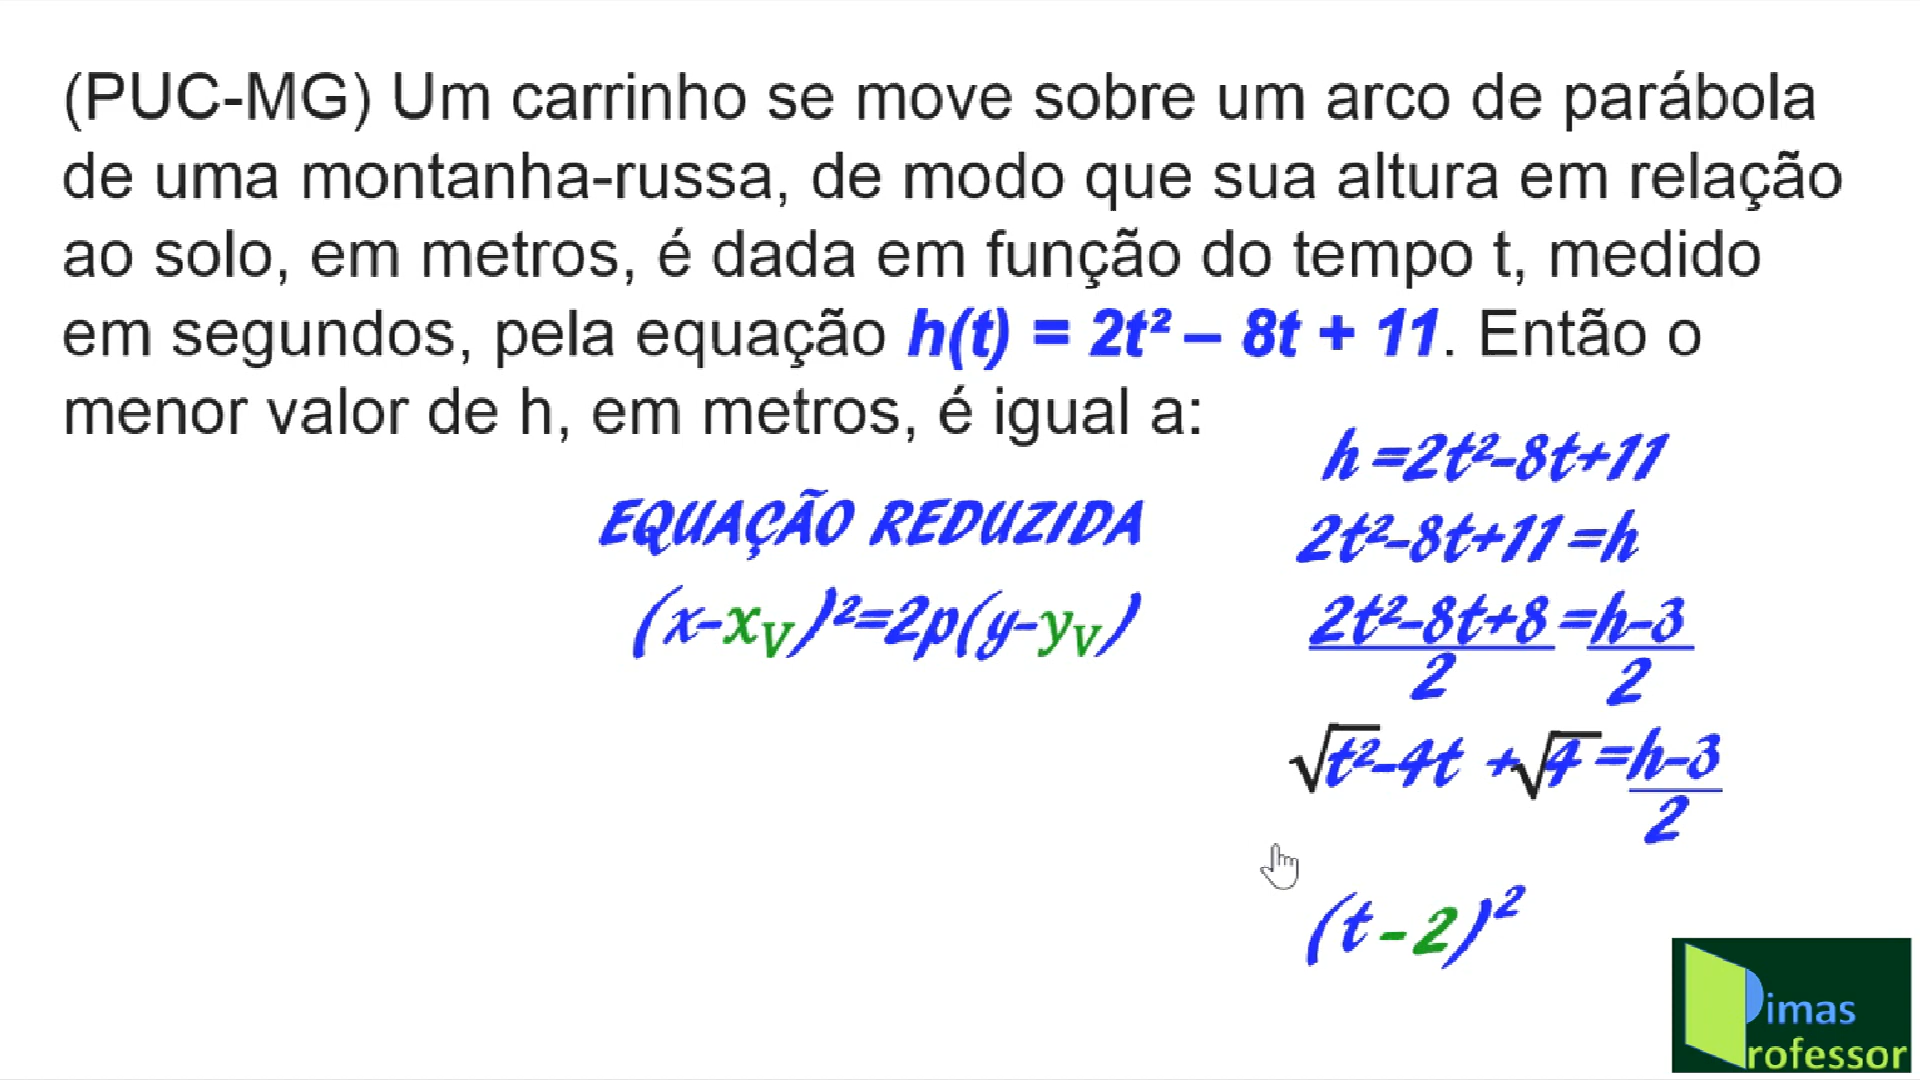 (PUC-MG) Um carrinho se move sobre um arco de parábola
de uma montanha-russa, de modo que sua altura em relação
ao solo, em metros, é dada em função do tempo t, medido
em segundos, pela equação h(t) = 2t² – 8t + 11. Então o
menor valor de h, em metros, é igual a:
h =2t²-8t+11
EQUAÇÃO REDUZIDA
2t²-8t+11 =h
(x-xV)²=2p(y-yV)
2t²-8t+8 =h-3
2 2
√t²-4t +√4 =h-3
2
(t-2)²
Dimas
Professor